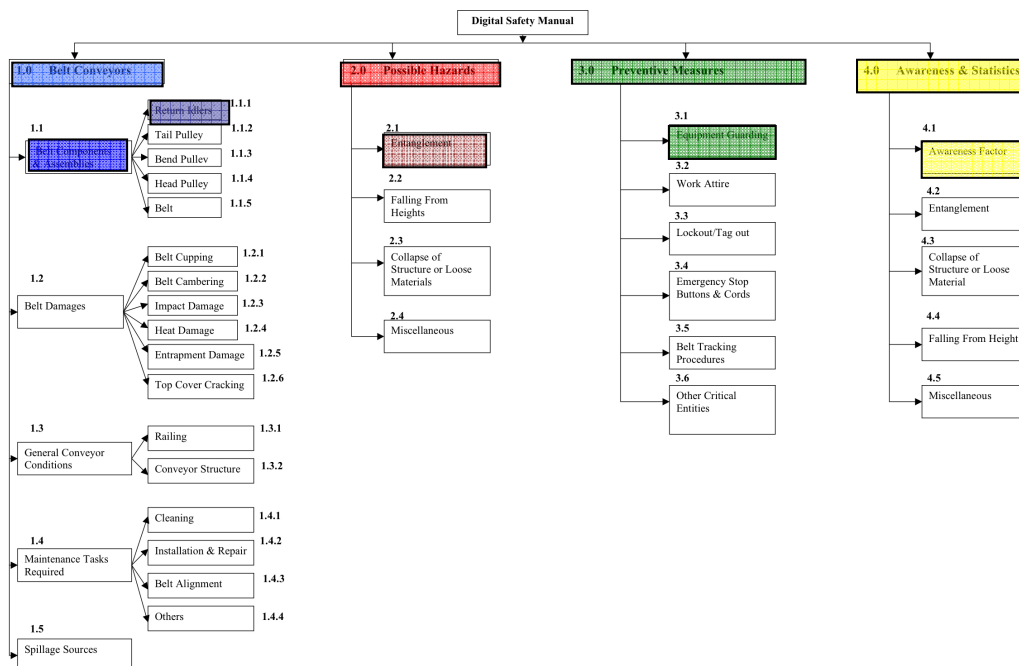 Digital Safety Manual
1.0 Belt Conveyors
1.1
Belt Components
& Assemblies
Return Idlers
1.1.1
Tail Pulley
1.1.2
Bend Pulley
1.1.3
Head Pulley
1.1.4
Belt
1.1.5
1.2
Belt Damages
Belt Cupping
1.2.1
Belt Cambering
1.2.2
Impact Damage
1.2.3
Heat Damage
1.2.4
Entrapment Damage
1.2.5
Top Cover Cracking
1.2.6
1.3
General Conveyor
Conditions
Railing
1.3.1
Conveyor Structure
1.3.2
1.4
Maintenance Tasks
Required
Cleaning
1.4.1
Installation & Repair
1.4.2
Belt Alignment
1.4.3
Others
1.4.4
1.5
Spillage Sources
2.0 Possible Hazards
2.1
Entanglement
2.2
Falling From
Heights
2.3
Collapse of
Structure or Loose
Materials
2.4
Miscellaneous
3.0 Preventive Measures
3.1
Equipment Guarding
3.2
Work Attire
3.3
Lockout/Tag out
3.4
Emergency Stop
Buttons & Cords
3.5
Belt Tracking
Procedures
3.6
Other Critical
Entities
4.0 Awareness & Statistics
4.1
Awareness Factor
4.2
Entanglement
4.3
Collapse of
Structure or Loose
Material
4.4
Falling From Height
4.5
Miscellaneous